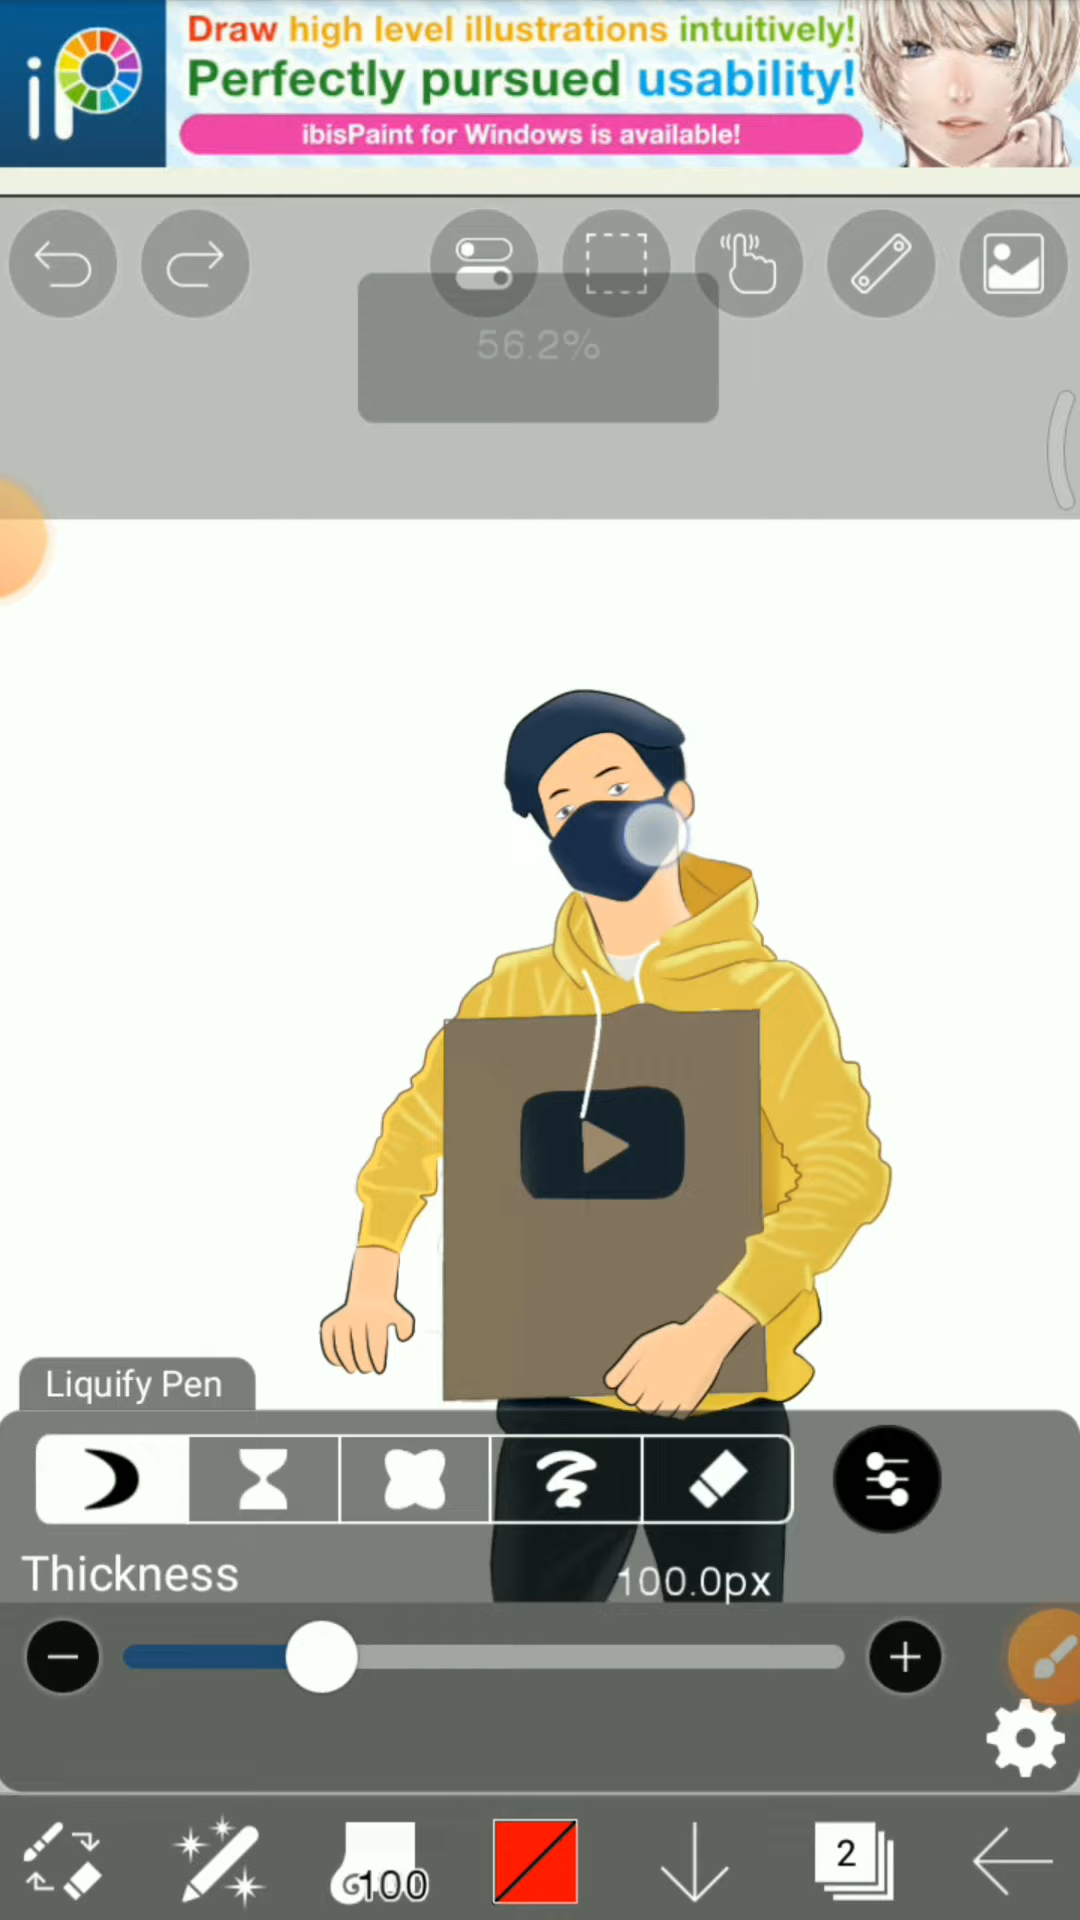 iP
Draw high level illustrations intuitively!
Perfectly pursued usability!
ibisPaint for Windows is available!
56.2%
Liquify Pen
Thickness
100.0px
100
2